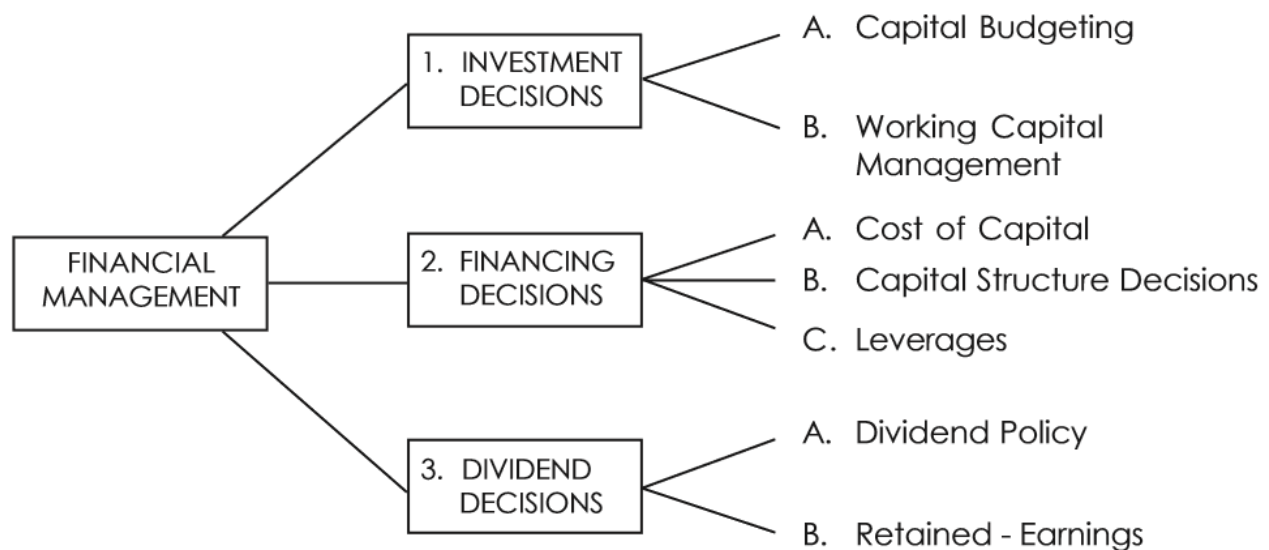 FINANCIAL
MANAGEMENT
1. INVESTMENT
DECISIONS
A. Capital Budgeting
B. Working Capital
Management
2. FINANCING
DECISIONS
A. Cost of Capital
B. Capital Structure Decisions
C. Leverages
3. DIVIDEND
DECISIONS
A. Dividend Policy
B. Retained - Earnings